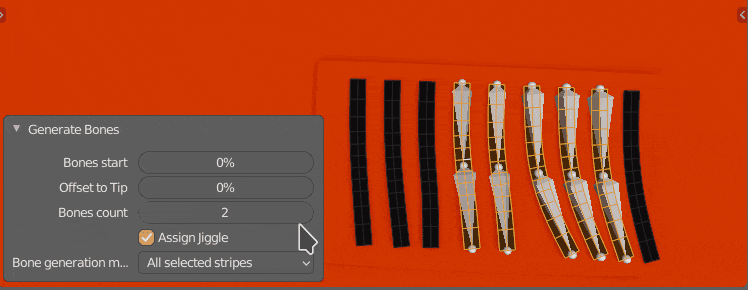 Generate Bones
Bones start 0%
Offset to Tip 0%
Bones count 2
Assign Jiggle
Bone generation m... All selected stripes